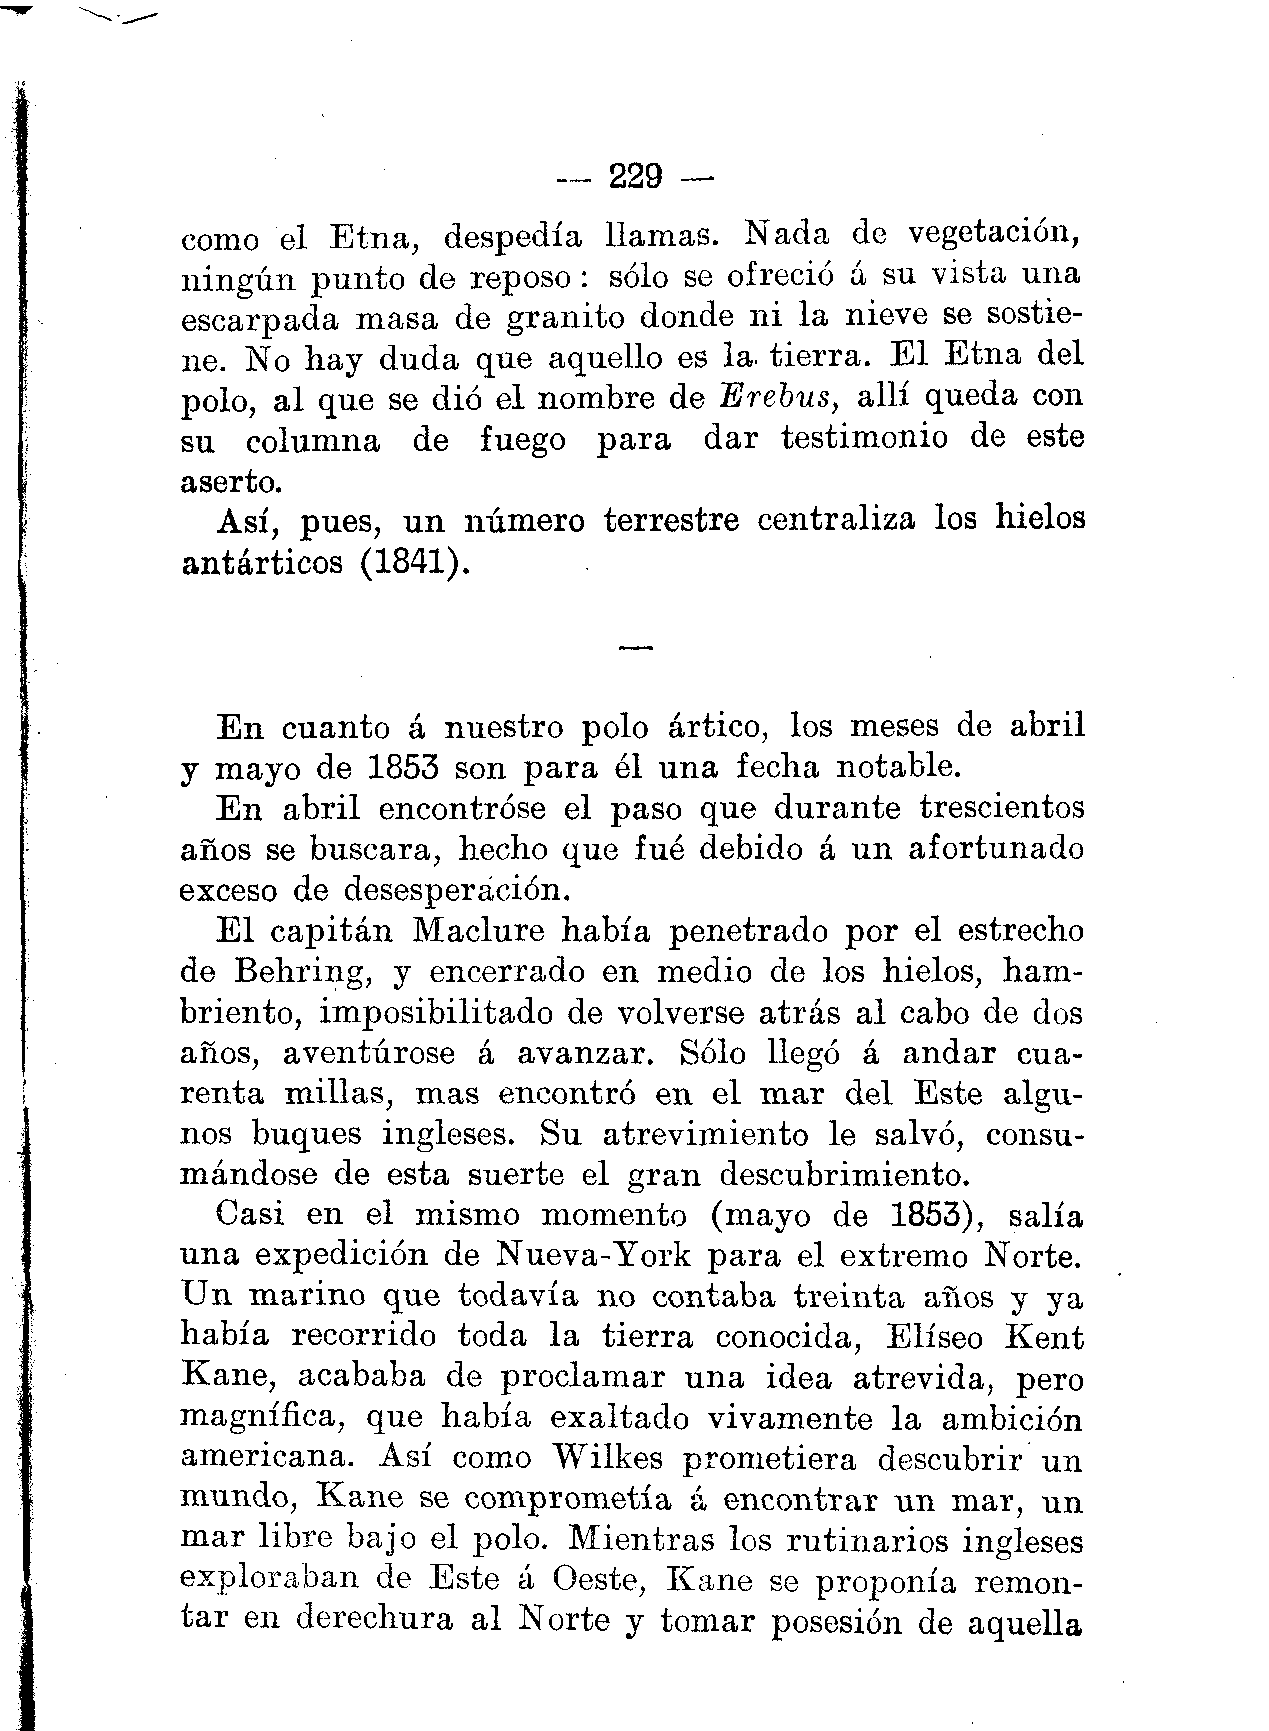 — 229 —
como el Etna, despedía llamas. Nada de vegetación,
ningún punto de reposo : sólo se ofreció á su vista una
escarpada masa de granito donde ni la nieve se sostie-
ne. No hay duda que aquello es la tierra. El Etna del
polo, al que se dió el nombre de Erebus, allí queda con
su columna de fuego para dar testimonio de este
aserto.
Así, pues, un número terrestre centraliza los hielos
antárticos (1841).
—
En cuanto á nuestro polo ártico, los meses de abril
y mayo de 1853 son para él una fecha notable.
En abril encontróse el paso que durante trescientos
años se buscara, hecho que fué debido á un afortunado
exceso de desesperación.
El capitán Maclure había penetrado por el estrecho
de Behring, y encerrado en medio de los hielos, ham-
briento, imposibilitado de volverse atrás al cabo de dos
años, aventúrose á avanzar. Sólo llegó á andar cua-
renta millas, mas encontró en el mar del Este algu-
nos buques ingleses. Su atrevimiento le salvó, consu-
mándose de esta suerte el gran descubrimiento.
Casi en el mismo momento (mayo de 1853), salía
una expedición de Nueva-York para el extremo Norte.
Un marino que todavía no contaba treinta años y ya
había recorrido toda la tierra conocida, Elíseo Kent
Kane, acababa de proclamar una idea atrevida, pero
magnífica, que había exaltado vivamente la ambición
americana. Así como Wilkes prometiera descubrir un
mundo, Kane se comprometía á encontrar un mar, un
mar libre bajo el polo. Mientras los rutinarios ingleses
exploraban de Este á Oeste, Kane se proponía remon-
tar en derechura al Norte y tomar posesión de aquella